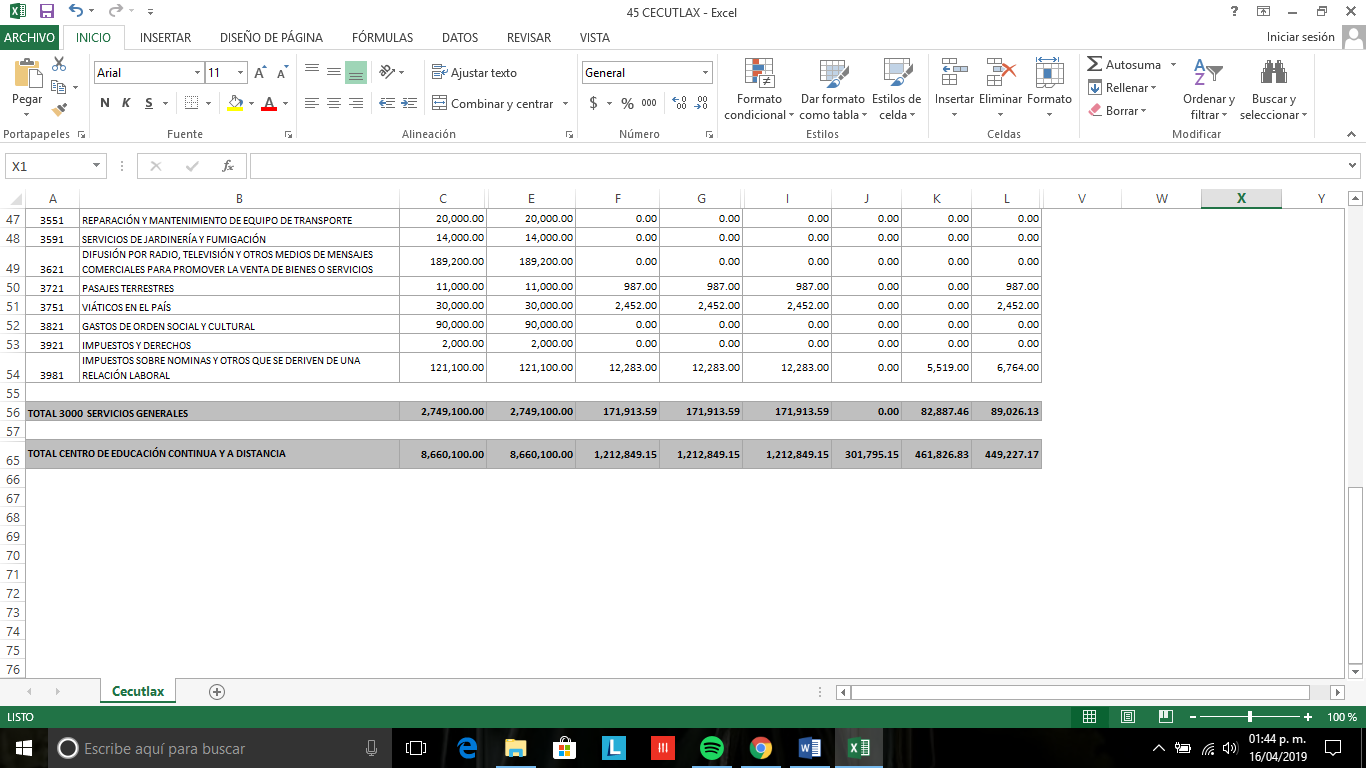 45 CECUTLAX - Excel
ARCHIVO INICIO INSERTAR DISEÑO DE PÁGINA FÓRMULAS DATOS REVISAR VISTA Iniciar sesión
Pegar
Portapapeles
Arial 11
N K S
Fuente
Ajustar texto
Combinar y centrar
Alineación
General
$ % 000
Número
Formato condicional
Dar formato como tabla
Estilos de celda
Estilos
Insertar Eliminar Formato
Celdas
Autosuma
Rellenar
Borrar
Ordenar y filtrar
Buscar y seleccionar
Modificar
X1 fx
A B C E F G I J K L V W X Y
47 3551 REPARACIÓN Y MANTENIMIENTO DE EQUIPO DE TRANSPORTE 20,000.00 20,000.00 0.00 0.00 0.00 0.00 0.00 0.00
48 3591 SERVICIOS DE JARDINERÍA Y FUMIGACIÓN 14,000.00 14,000.00 0.00 0.00 0.00 0.00 0.00 0.00
DIFUSIÓN POR RADIO, TELEVISIÓN Y OTROS MEDIOS DE MENSAJES
49 3621 COMERCIALES PARA PROMOVER LA VENTA DE BIENES O SERVICIOS 189,200.00 189,200.00 0.00 0.00 0.00 0.00 0.00 0.00
50 3721 PASAJES TERRESTRES 11,000.00 11,000.00 987.00 987.00 987.00 0.00 0.00 987.00
51 3751 VIÁTICOS EN EL PAÍS 30,000.00 30,000.00 2,452.00 2,452.00 2,452.00 0.00 0.00 2,452.00
52 3821 GASTOS DE ORDEN SOCIAL Y CULTURAL 90,000.00 90,000.00 0.00 0.00 0.00 0.00 0.00 0.00
53 3921 IMPUESTOS Y DERECHOS 2,000.00 2,000.00 0.00 0.00 0.00 0.00 0.00 0.00
IMPUESTOS SOBRE NOMINAS Y OTROS QUE SE DERIVEN DE UNA
54 3981 RELACIÓN LABORAL 121,100.00 121,100.00 12,283.00 12,283.00 12,283.00 0.00 5,519.00 6,764.00
55
56 TOTAL 3000 SERVICIOS GENERALES 2,749,100.00 2,749,100.00 171,913.59 171,913.59 171,913.59 0.00 82,887.46 89,026.13
57
65 TOTAL CENTRO DE EDUCACIÓN CONTINUA Y A DISTANCIA 8,660,100.00 8,660,100.00 1,212,849.15 1,212,849.15 1,212,849.15 301,795.15 461,826.83 449,227.17
66
67
68
69
70
71
72
73
74
75
76
Cecutlax
LISTO 100 %
Escribe aquí para buscar
01:44 p. m.
16/04/2019